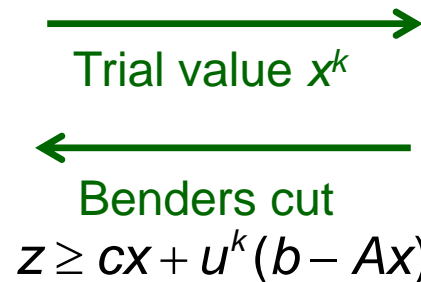 Trial value x^k
Benders cut
z ≥ cx + u^k (b − Ax)